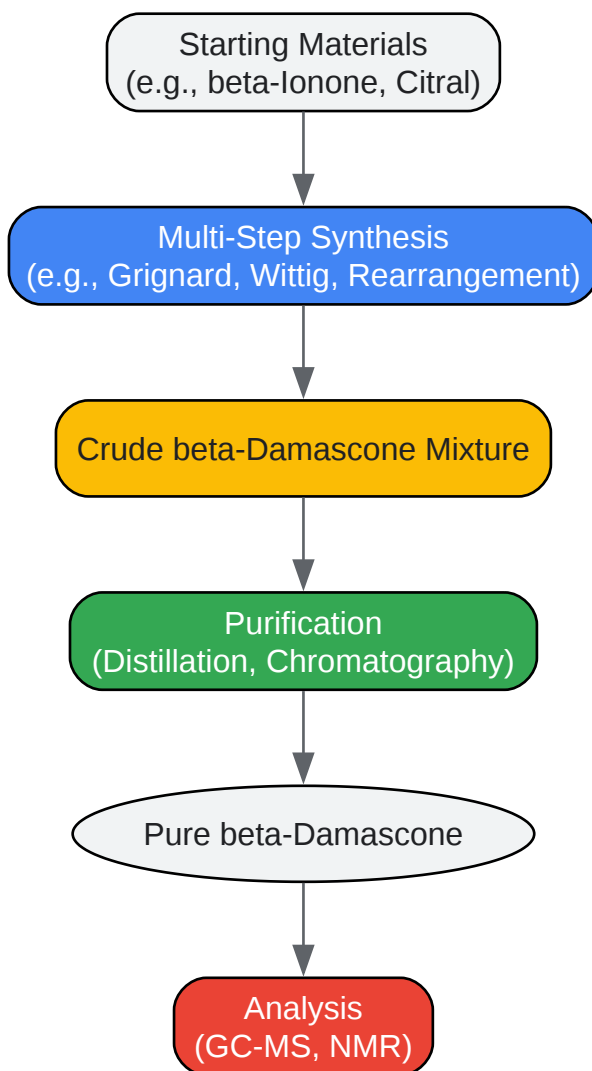 Starting Materials
(e.g., beta-Ionone, Citral)
Multi-Step Synthesis
(e.g., Grignard, Wittig, Rearrangement)
Crude beta-Damascone Mixture
Purification
(Distillation, Chromatography)
Pure beta-Damascone
Analysis
(GC-MS, NMR)